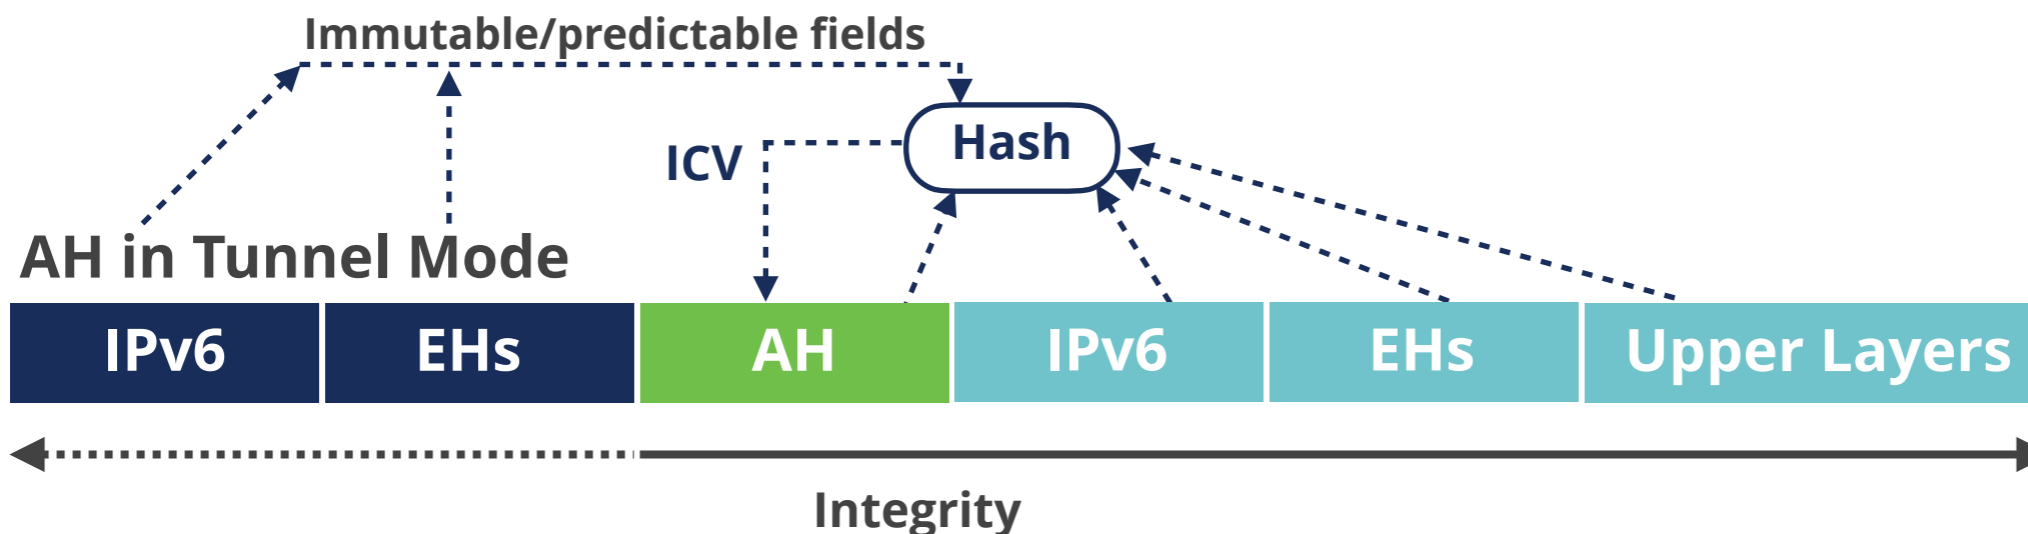 Immutable/predictable fields
Hash
ICV
AH in Tunnel Mode
IPv6 EHs AH IPv6 EHs Upper Layers
Integrity